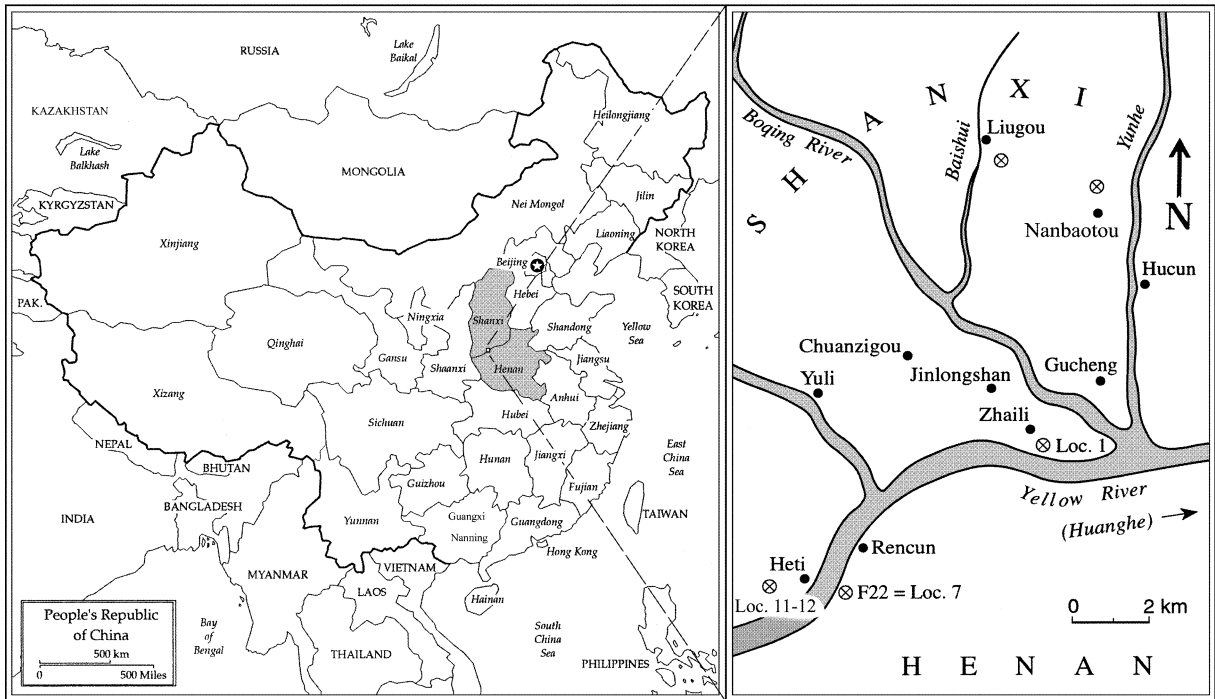 RUSSIA
Lake
Baikal
KAZAKHSTAN
Lake
Balkhash
Heilongjiang
MONGOLIA
KYRGYZSTAN
Jilin
Nei Mongol
Liaoning
Xinjiang
NORTH
KOREA
Beijing
Hebei
SOUTH
KOREA
PAK.
Ningxia
Shanxi
Shandong
Yellow
Sea
Qinghai
Gansu
Shaanxi
Henan
Jiangsu
Xizang
Anhui
Hubei
Sichuan
Zhejiang
NEPAL
East
China
Sea
BHUTAN
Hunan
Jiangxi
Guizhou
Fujian
BANGLADESH
INDIA
Yunnan
Guangxi
Nanning
Guangdong
TAIWAN
Hong Kong
MYANMAR
VIETNAM
LAOS
Hainan
People's Republic
of China
500 km
0
500 Miles
Bay
of
Bengal
South
China
Sea
THAILAND
PHILIPPINES
S H A N X I
Boqing River
Baishui
Liugou
Yunhe
N
Nanbaotou
Hucun
Chuanzigou
Gucheng
Yuli
Jinlongshan
Zhaili
Loc. 1
Yellow River
(Huanghe)
Rencun
Heti
F22 = Loc. 7
Loc. 11-12
0
2 km
H E N A N